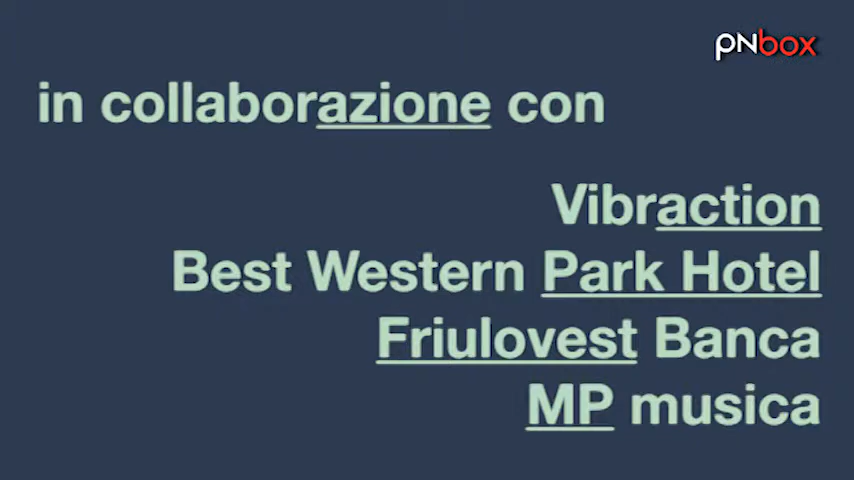 pNbox
in collaborazione con
Vibraction
Best Western Park Hotel
Friulovest Banca
MP musica